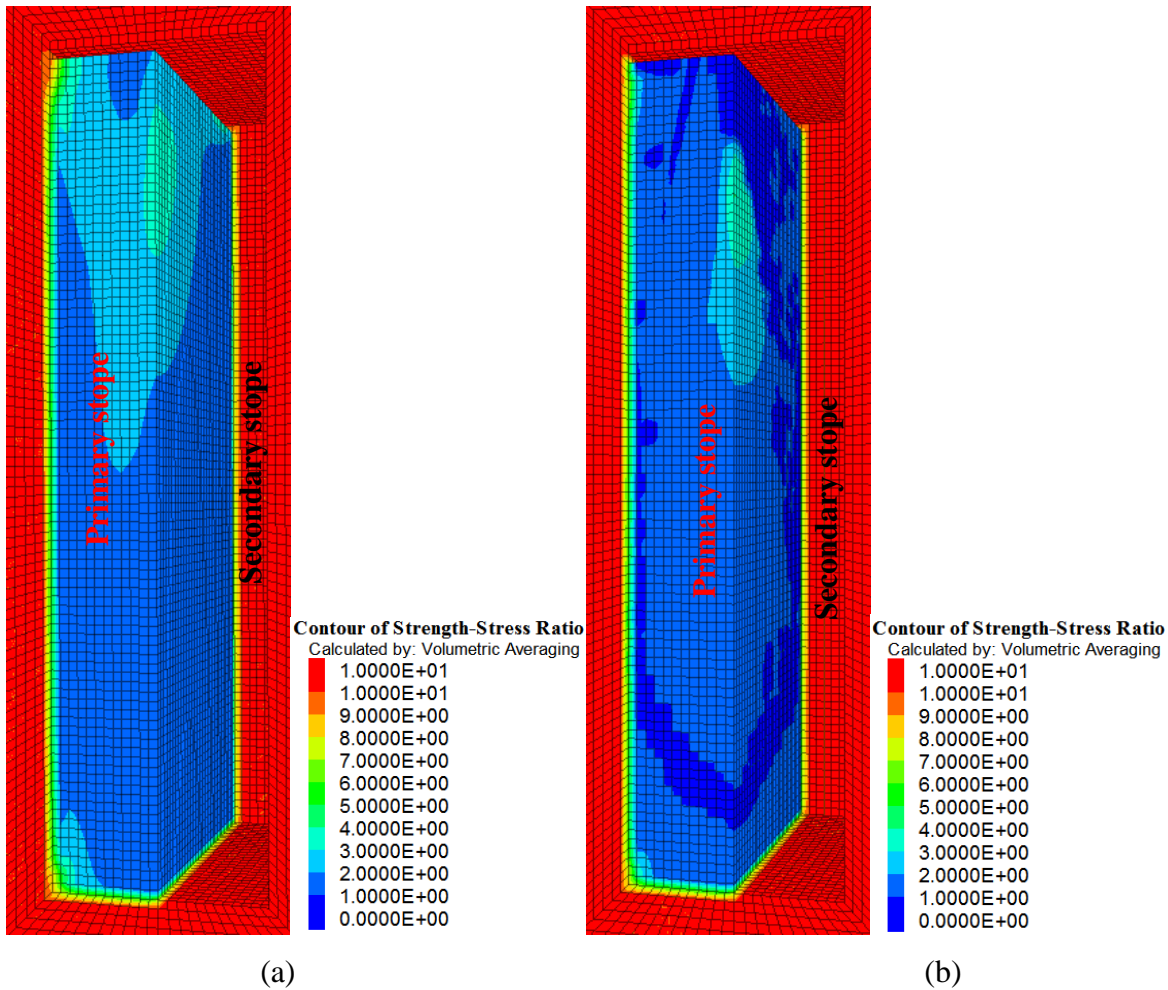 Primary stope
Secondary stope
Contour of Strength-Stress Ratio
Calculated by: Volumetric Averaging
1.0000E+01
1.0000E+01
9.0000E+00
8.0000E+00
7.0000E+00
6.0000E+00
5.0000E+00
4.0000E+00
3.0000E+00
2.0000E+00
1.0000E+00
0.0000E+00
(a)
Primary stope
Secondary stope
Contour of Strength-Stress Ratio
Calculated by: Volumetric Averaging
1.0000E+01
1.0000E+01
9.0000E+00
8.0000E+00
7.0000E+00
6.0000E+00
5.0000E+00
4.0000E+00
3.0000E+00
2.0000E+00
1.0000E+00
0.0000E+00
(b)